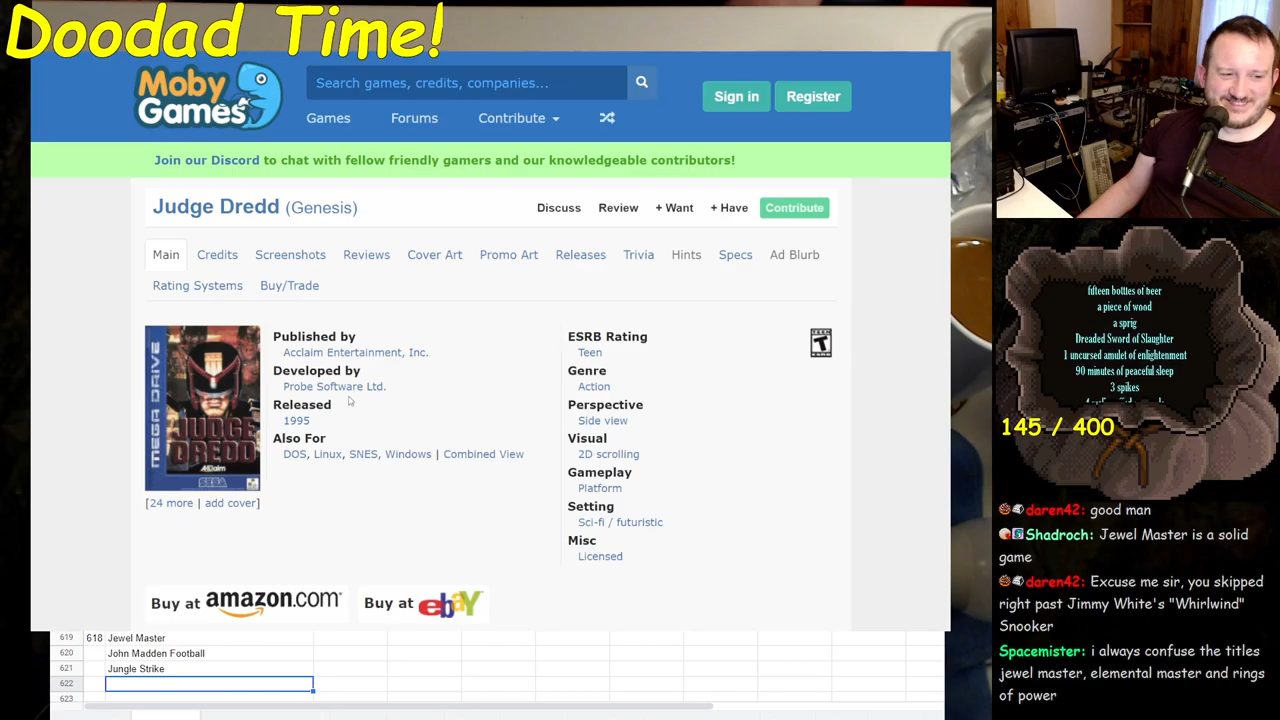 Doodad Time!
Moby Games
Search games, credits, companies...
Sign in
Register
Games
Forums
Contribute
Join our Discord to chat with fellow friendly gamers and our knowledgeable contributors!
Judge Dredd (Genesis)
Discuss
Review
+ Want
+ Have
Contribute
Main
Credits
Screenshots
Reviews
Cover Art
Promo Art
Releases
Trivia
Hints
Specs
Ad Blurb
Rating Systems
Buy/Trade
MEGA DRIVE
JUDGE DREDD
Acclaim
SEGA
[24 more | add cover]
Published by
Acclaim Entertainment, Inc.
Developed by
Probe Software Ltd.
Released
1995
Also For
DOS, Linux, SNES, Windows | Combined View
ESRB Rating
Teen
Genre
Action
Perspective
Side view
Visual
2D scrolling
Gameplay
Platform
Setting
Sci-fi / futuristic
Misc
Licensed
TEEN
T
ESRB
Buy at amazon.com
Buy at ebay
619 618 Jewel Master
620 John Madden Football
621 Jungle Strike
622
623
fifteen bottles of beer
a piece of wood
a sprig
Dreaded Sword of Slaughter
1 uncursed amulet of enlightenment
90 minutes of peaceful sleep
3 spikes
145 / 400
daren42: good man
Shadroch: Jewel Master is a solid
game
daren42: Excuse me sir, you skipped
right past Jimmy White's "Whirlwind"
Snooker
Spacemister: i always confuse the titles
jewel master, elemental master and rings
of power